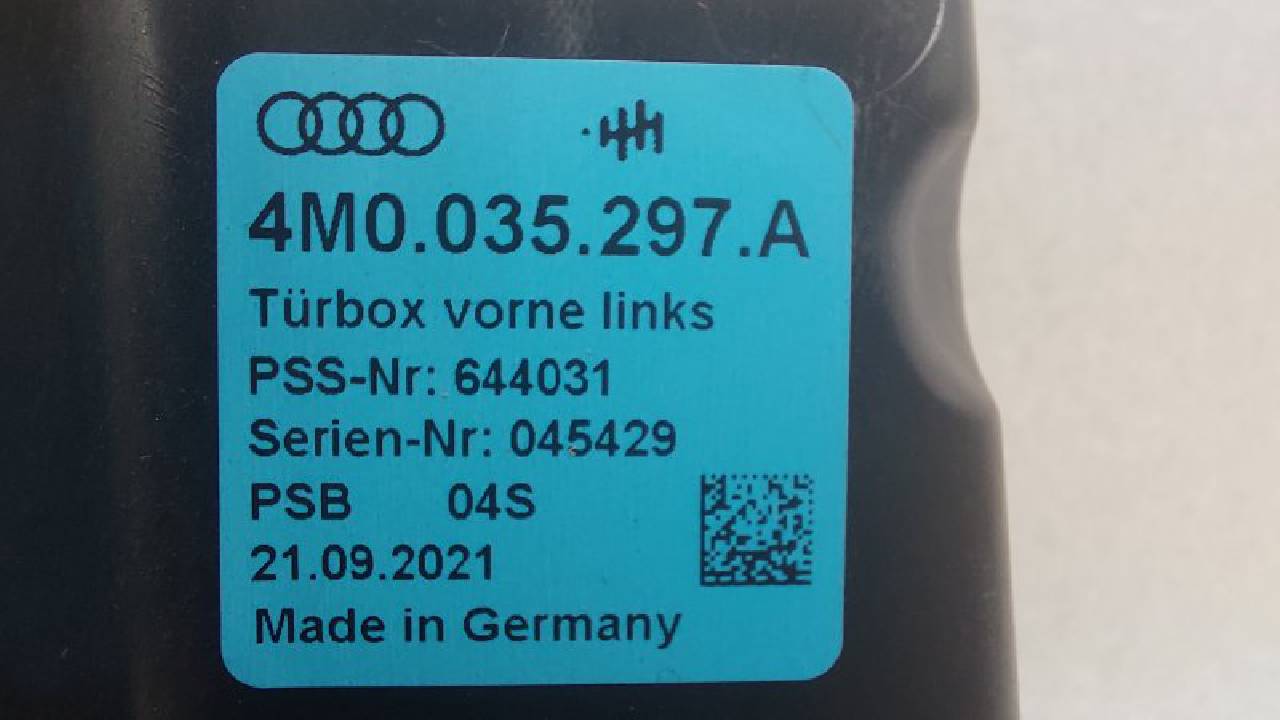 4M0.035.297.A
Türbox vorne links
PSS-Nr: 644031
Serien-Nr: 045429
PSB 04S
21.09.2021
Made in Germany